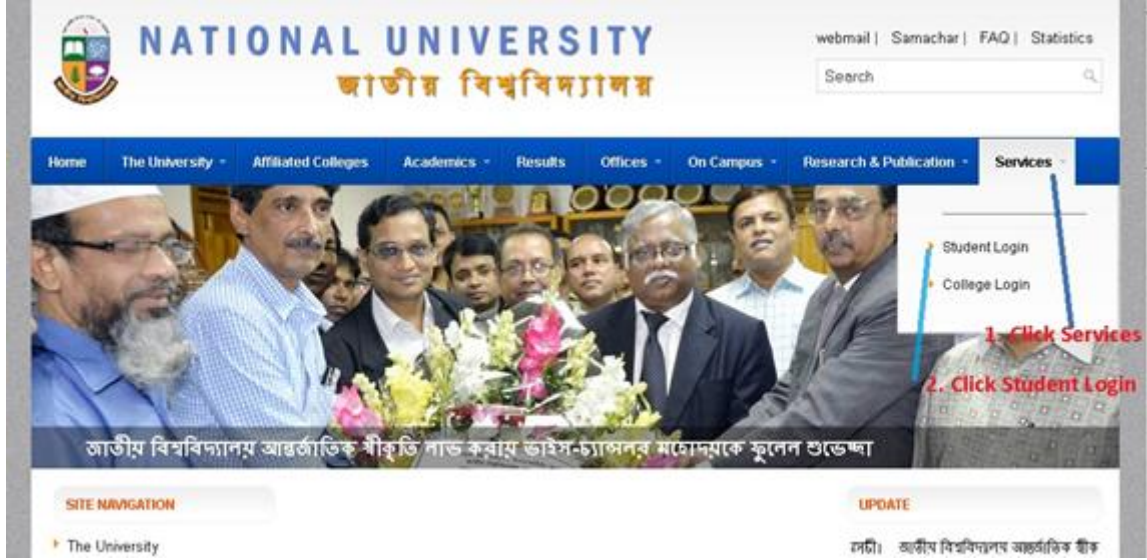 NATIONAL UNIVERSITY
জাতীয় বিশ্ববিদ্যালয়
webmail | Samachar | FAQ | Statistics
Search
Home The University Affiliated Colleges Academics Results Offices On Campus Research & Publication Services
Student Login
College Login
1. Click Services
2. Click Student Login
জাতীয় বিশ্ববিদ্যালয় আন্তর্জাতিক স্বীকৃতি লাভ করায় ভাইস-চ্যান্সলর মহোদয়কে ফুলেল শুভেচ্ছা
SITE NAVIGATION
UPDATE
The University
জাতীয় বিশ্ববিদ্যালয় আন্তর্জাতিক স্বীক